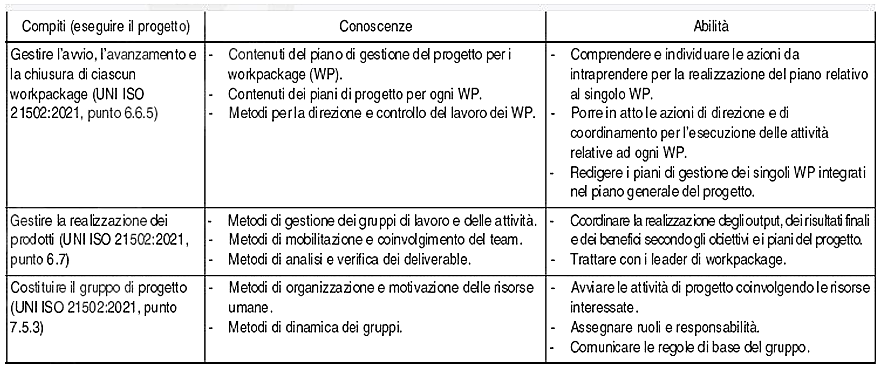 Compiti (eseguire il progetto)
Conoscenze
Abilità
Gestire l'avvio, l'avanzamento e
la chiusura di ciascun
workpackage (UNI ISO
21502:2021, punto 6.6.5)
- Contenuti del piano di gestione del progetto per i
workpackage (WP).
- Contenuti dei piani di progetto per ogni WP.
- Metodi per la direzione e controllo del lavoro dei WP.
- Comprendere e individuare le azioni da
intraprendere per la realizzazione del piano relativo
al singolo WP.
- Porre in atto le azioni di direzione e di
coordinamento per l'esecuzione delle attività
relative ad ogni WP.
- Redigere i piani di gestione dei singoli WP integrati
nel piano generale del progetto.
Gestire la realizzazione dei
prodotti (UNI ISO 21502:2021,
punto 6.7)
- Metodi di gestione dei gruppi di lavoro e delle attività.
- Metodi di mobilitazione e coinvolgimento del team.
- Metodi di analisi e verifica dei deliverable.
- Coordinare la realizzazione degli output, dei risultati finali
e dei benefici secondo gli obiettivi e i piani del progetto.
- Trattare con i leader di workpackage.
Costituire il gruppo di progetto
(UNI ISO 21502:2021, punto
7.5.3)
- Metodi di organizzazione e motivazione delle risorse
umane.
- Metodi di dinamica dei gruppi.
- Avviare le attività di progetto coinvolgendo le risorse
interessate.
- Assegnare ruoli e responsabilità.
- Comunicare le regole di base del gruppo.